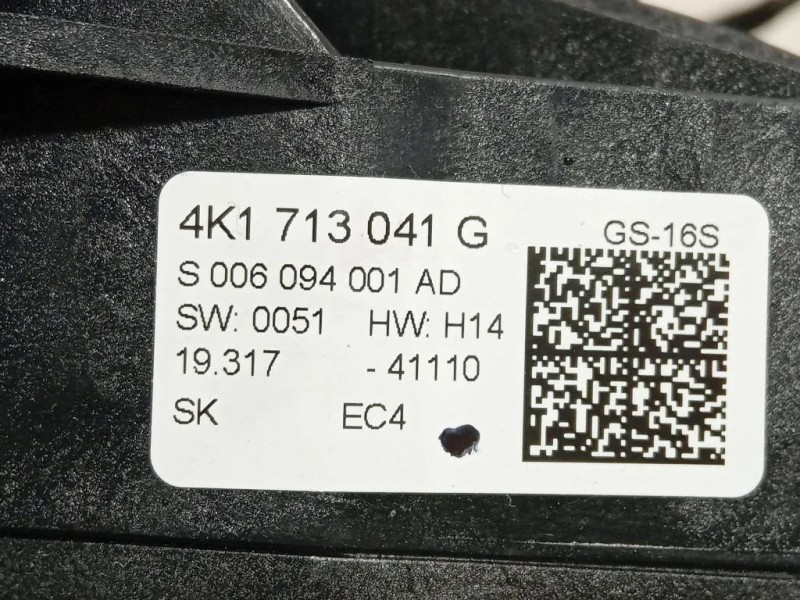 4K1 713 041 G
GS-16S
S 006 094 001 AD
SW: 0051 HW: H14
19.317 - 41110
SK EC4